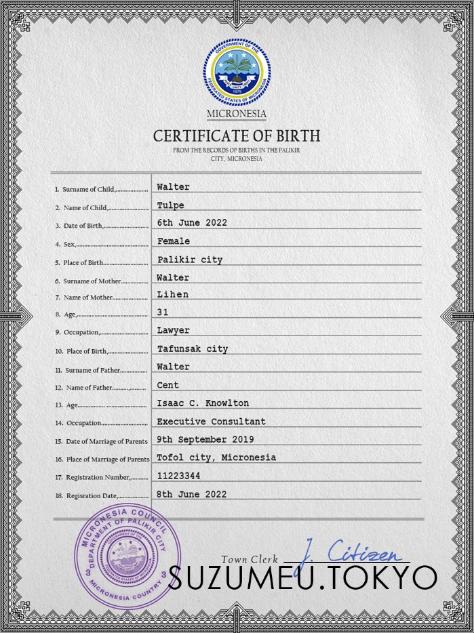 GOVERNMENT OF THE
FEDERATED STATES OF MICRONESIA
MICRONESIA
CERTIFICATE OF BIRTH
FROM THE RECORDS OF BIRTHS IN THE PALIKIR
CITY, MICRONESIA
1. Surname of Child,................ Walter
2. Name of Child,.................. Tulpe
3. Date of Birth,................... 6th June 2022
4. Sex,............................ Female
5. Place of Birth.................. Palikir city
6. Surname of Mother............... Walter
7. Name of Mother.................. Lihen
8. Age,............................ 31
9. Occupation,..................... Lawyer
10. Place of Birth,................ Tafunsak city
11. Surname of Father.............. Walter
12. Name of Father................. Cent
13. Age............................ Isaac C. Knowlton
14. Occupation..................... Executive Consultant
15. Date of Marriage of Parents 9th September 2019
16. Place of Marriage of Parents Tofol city, Micronesia
17. Registration Number,........... 11223344
18. Regisration Date,.............. 8th June 2022
MICRONESIA COUNCIL
DEPARTMENT OF PALIKIR CITY
MICRONESIA COUNTRY
Town Clerk J. Citizen
SUZUMEU.TOKYO